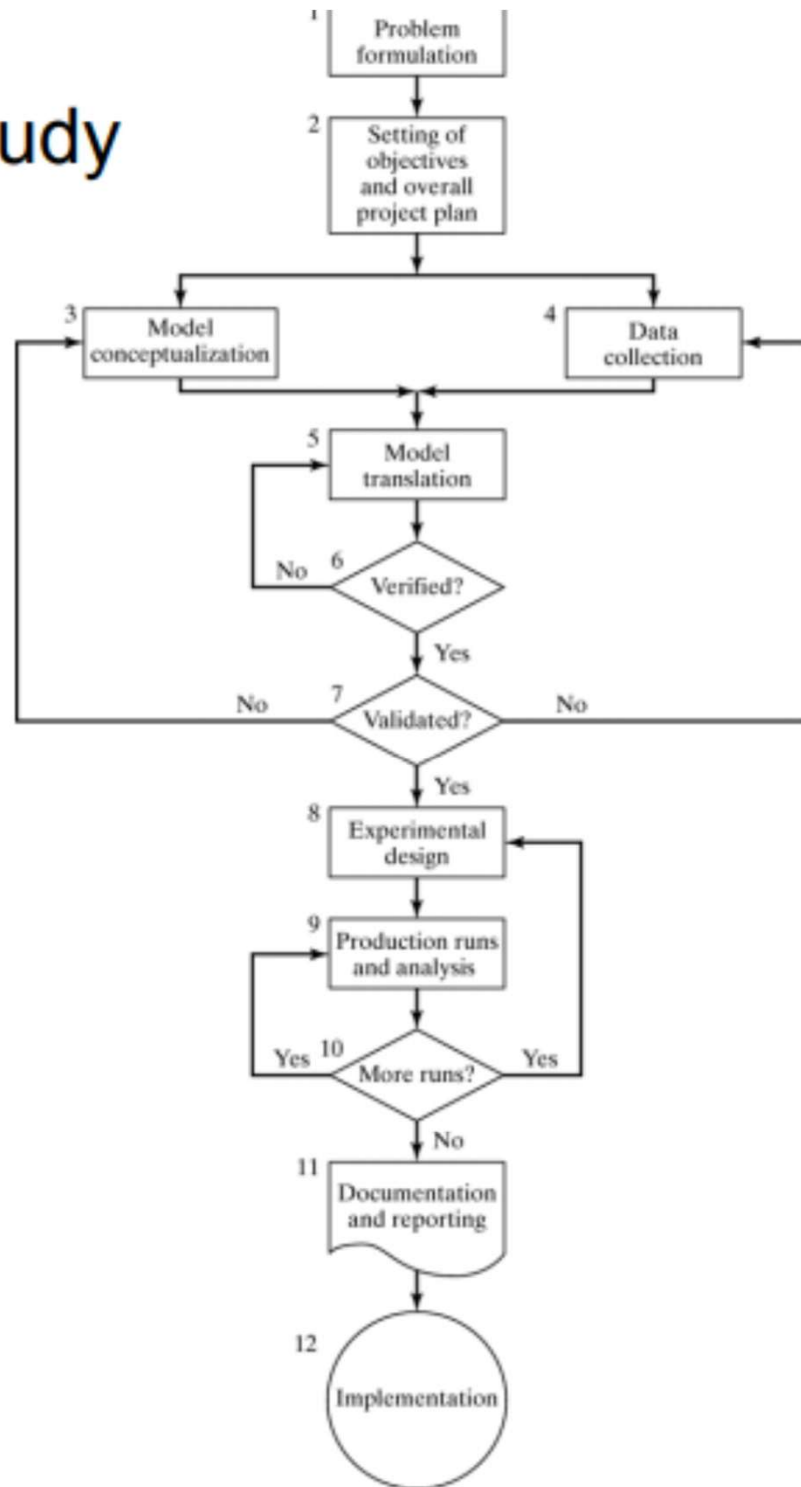 1
Problem
formulation
udy
2
Setting of
objectives
and overall
project plan
3
Model
conceptualization
4
Data
collection
5
Model
translation
6
No
Verified?
Yes
7
No
Validated?
No
Yes
8
Experimental
design
9
Production runs
and analysis
10
Yes
More runs?
Yes
No
11
Documentation
and reporting
12
Implementation